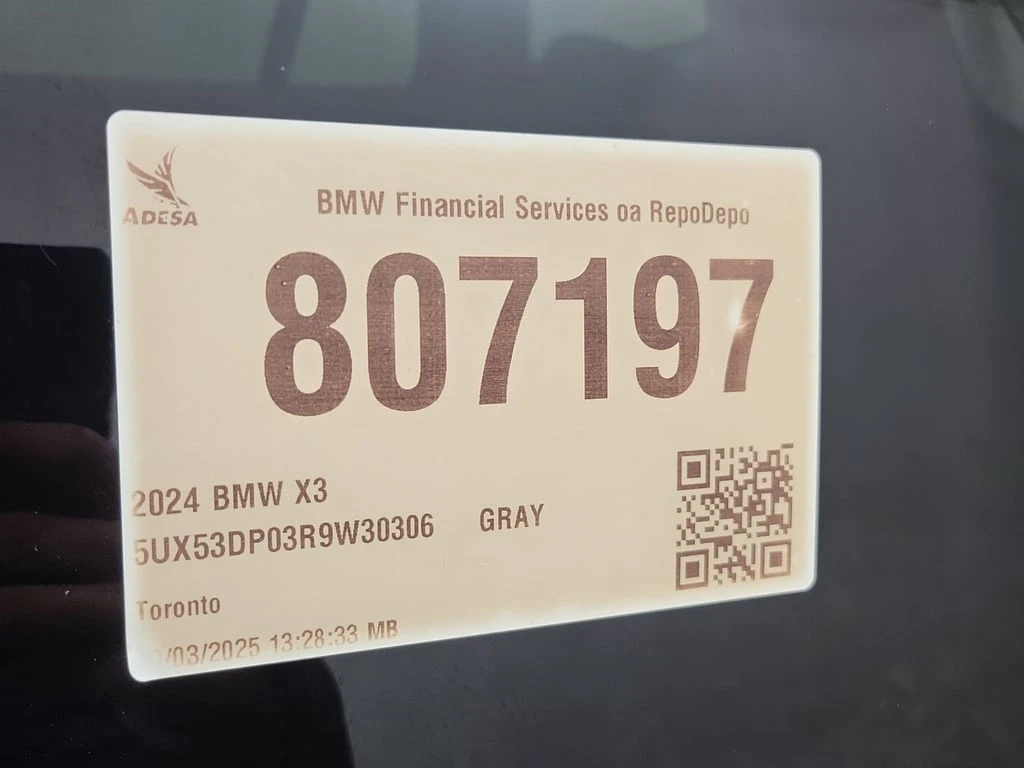 ADESA
BMW Financial Services oa RepoDepo
807197
2024 BMW X3
5UX53DP03R9W30306 GRAY
Toronto
/03/2025 13:28:33 MB